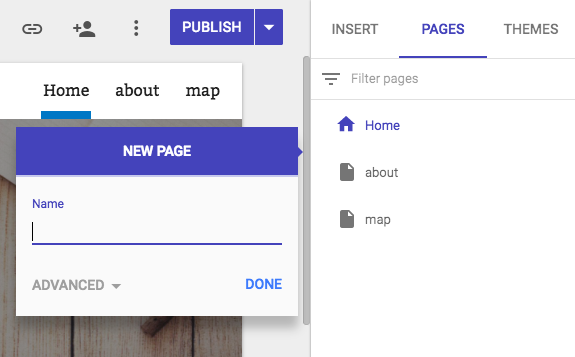 PUBLISH
INSERT PAGES THEMES
Filter pages
Home about map
NEW PAGE
Name
ADVANCED DONE
Home
about
map